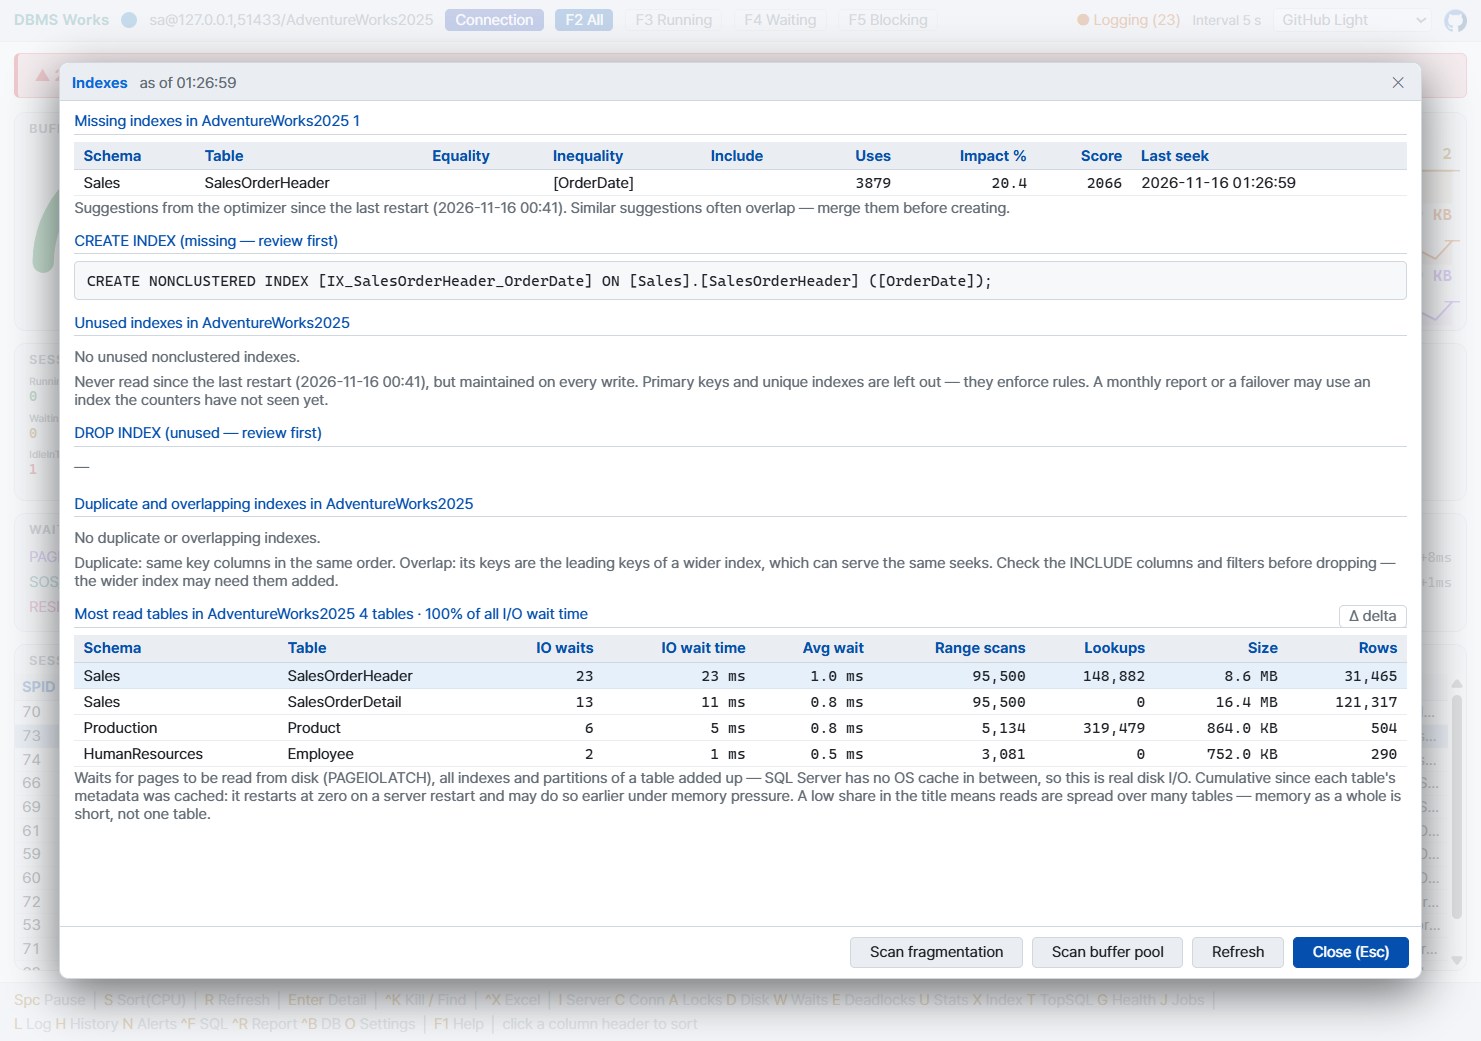 DBMS Works sa@127.0.0.1,51433/AdventureWorks2025 Connection F2 All F3 Running F4 Waiting F5 Blocking Logging (23) Interval 5 s GitHub Light
Indexes as of 01:26:59
Missing indexes in AdventureWorks2025 1
Schema Table Equality Inequality Include Uses Impact % Score Last seek
Sales SalesOrderHeader [OrderDate] 3879 20.4 2066 2026-11-16 01:26:59
Suggestions from the optimizer since the last restart (2026-11-16 00:41). Similar suggestions often overlap — merge them before creating.
CREATE INDEX (missing — review first)
CREATE NONCLUSTERED INDEX [IX_SalesOrderHeader_OrderDate] ON [Sales].[SalesOrderHeader] ([OrderDate]);
Unused indexes in AdventureWorks2025
No unused nonclustered indexes.
Never read since the last restart (2026-11-16 00:41), but maintained on every write. Primary keys and unique indexes are left out — they enforce rules. A monthly report or a failover may use an
index the counters have not seen yet.
DROP INDEX (unused — review first)
—
Duplicate and overlapping indexes in AdventureWorks2025
No duplicate or overlapping indexes.
Duplicate: same key columns in the same order. Overlap: its keys are the leading keys of a wider index, which can serve the same seeks. Check the INCLUDE columns and filters before dropping —
the wider index may need them added.
Most read tables in AdventureWorks2025 4 tables · 100% of all I/O wait time Δ delta
Schema Table IO waits IO wait time Avg wait Range scans Lookups Size Rows
Sales SalesOrderHeader 23 23 ms 1.0 ms 95,500 148,882 8.6 MB 31,465
Sales SalesOrderDetail 13 11 ms 0.8 ms 95,500 0 16.4 MB 121,317
Production Product 6 5 ms 0.8 ms 5,134 319,479 864.0 KB 504
HumanResources Employee 2 1 ms 0.5 ms 3,081 0 752.0 KB 290
Waits for pages to be read from disk (PAGEIOLATCH), all indexes and partitions of a table added up — SQL Server has no OS cache in between, so this is real disk I/O. Cumulative since each table's
metadata was cached: it restarts at zero on a server restart and may do so earlier under memory pressure. A low share in the title means reads are spread over many tables — memory as a whole is
short, not one table.
Scan fragmentation Scan buffer pool Refresh Close (Esc)
2
KB
KB
0
0
1
+8ms
+1ms
SPID
70
73
74
66
69
61
59
60
72
53
71
Spc Pause | S Sort(CPU) | R Refresh | Enter Detail | ^K Kill / Find | ^X Excel | I Server C Conn A Locks D Disk W Waits E Deadlocks U Stats X Index T TopSQL G Health J Jobs |
L Log H History N Alerts ^F SQL ^R Report ^B DB O Settings | F1 Help | click a column header to sort